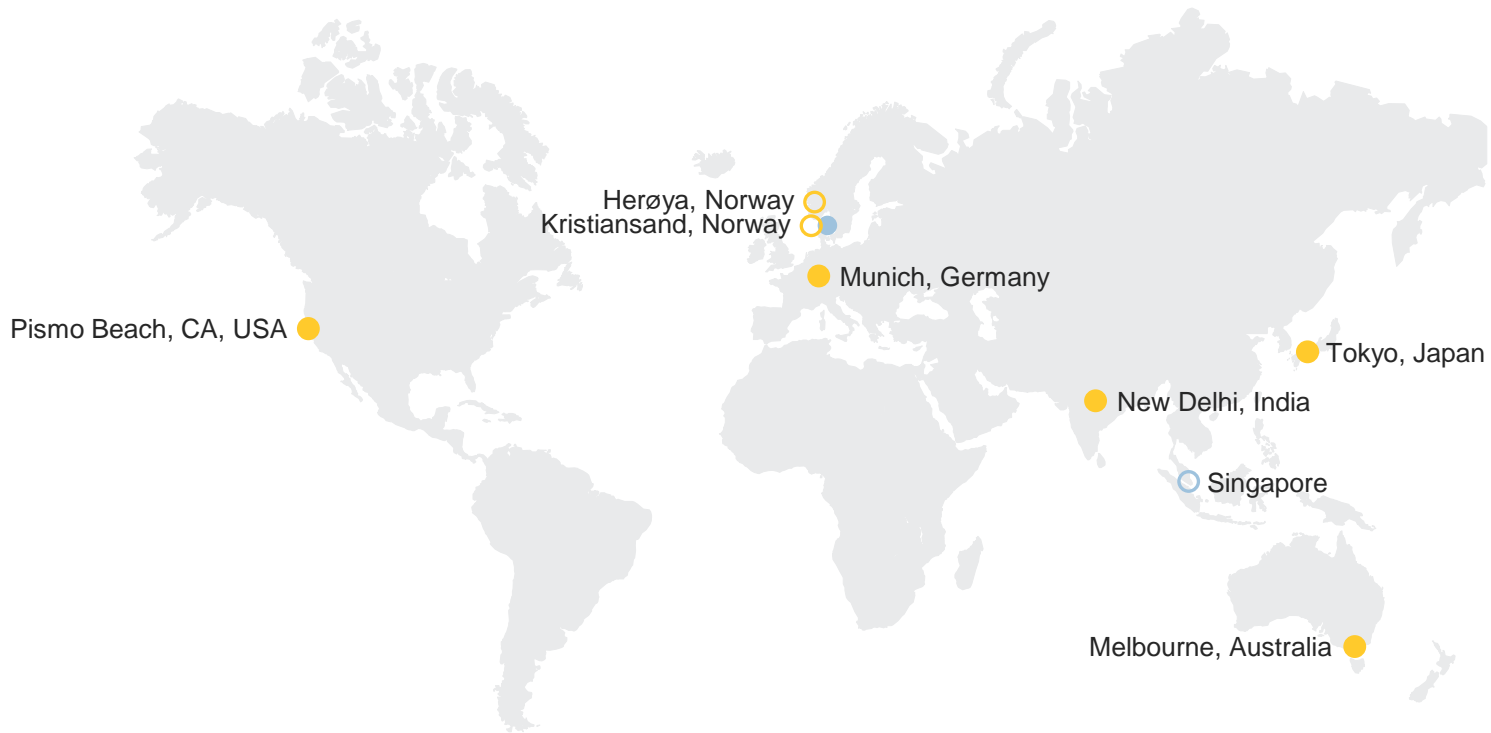 Herøya, Norway
Kristiansand, Norway
Munich, Germany
Pismo Beach, CA, USA
Tokyo, Japan
New Delhi, India
Singapore
Melbourne, Australia